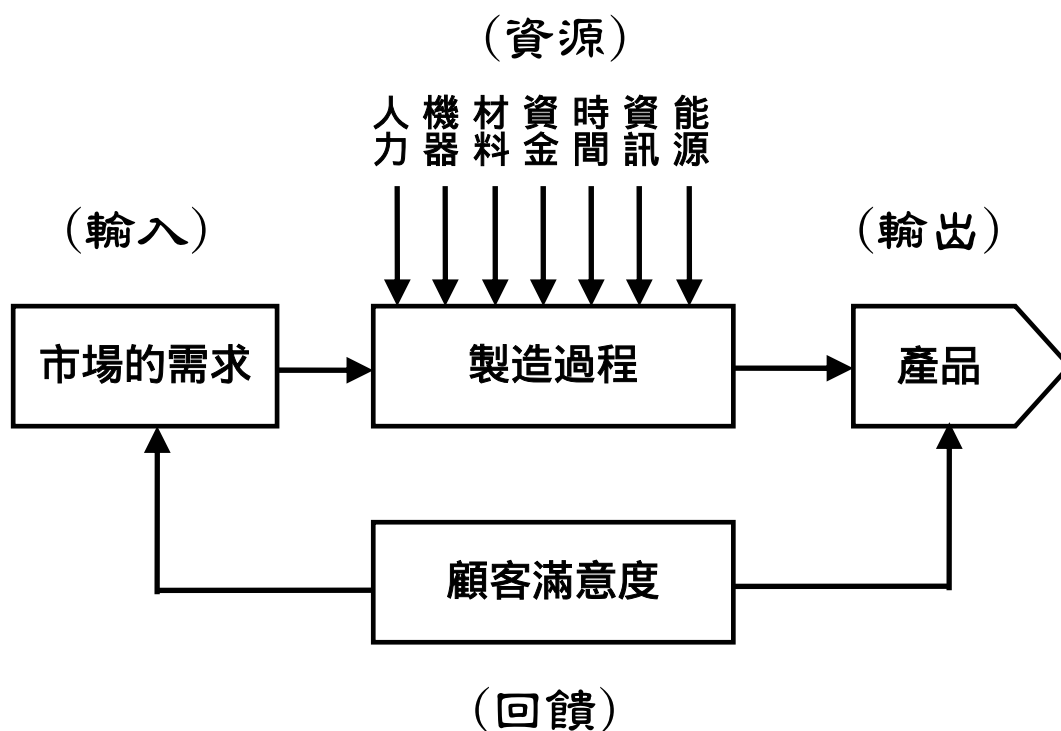 (資源)
人力 機器 材料 資金 時間 資訊 能源
(輸入)
(輸出)
市場的需求
製造過程
產品
顧客滿意度
(回饋)